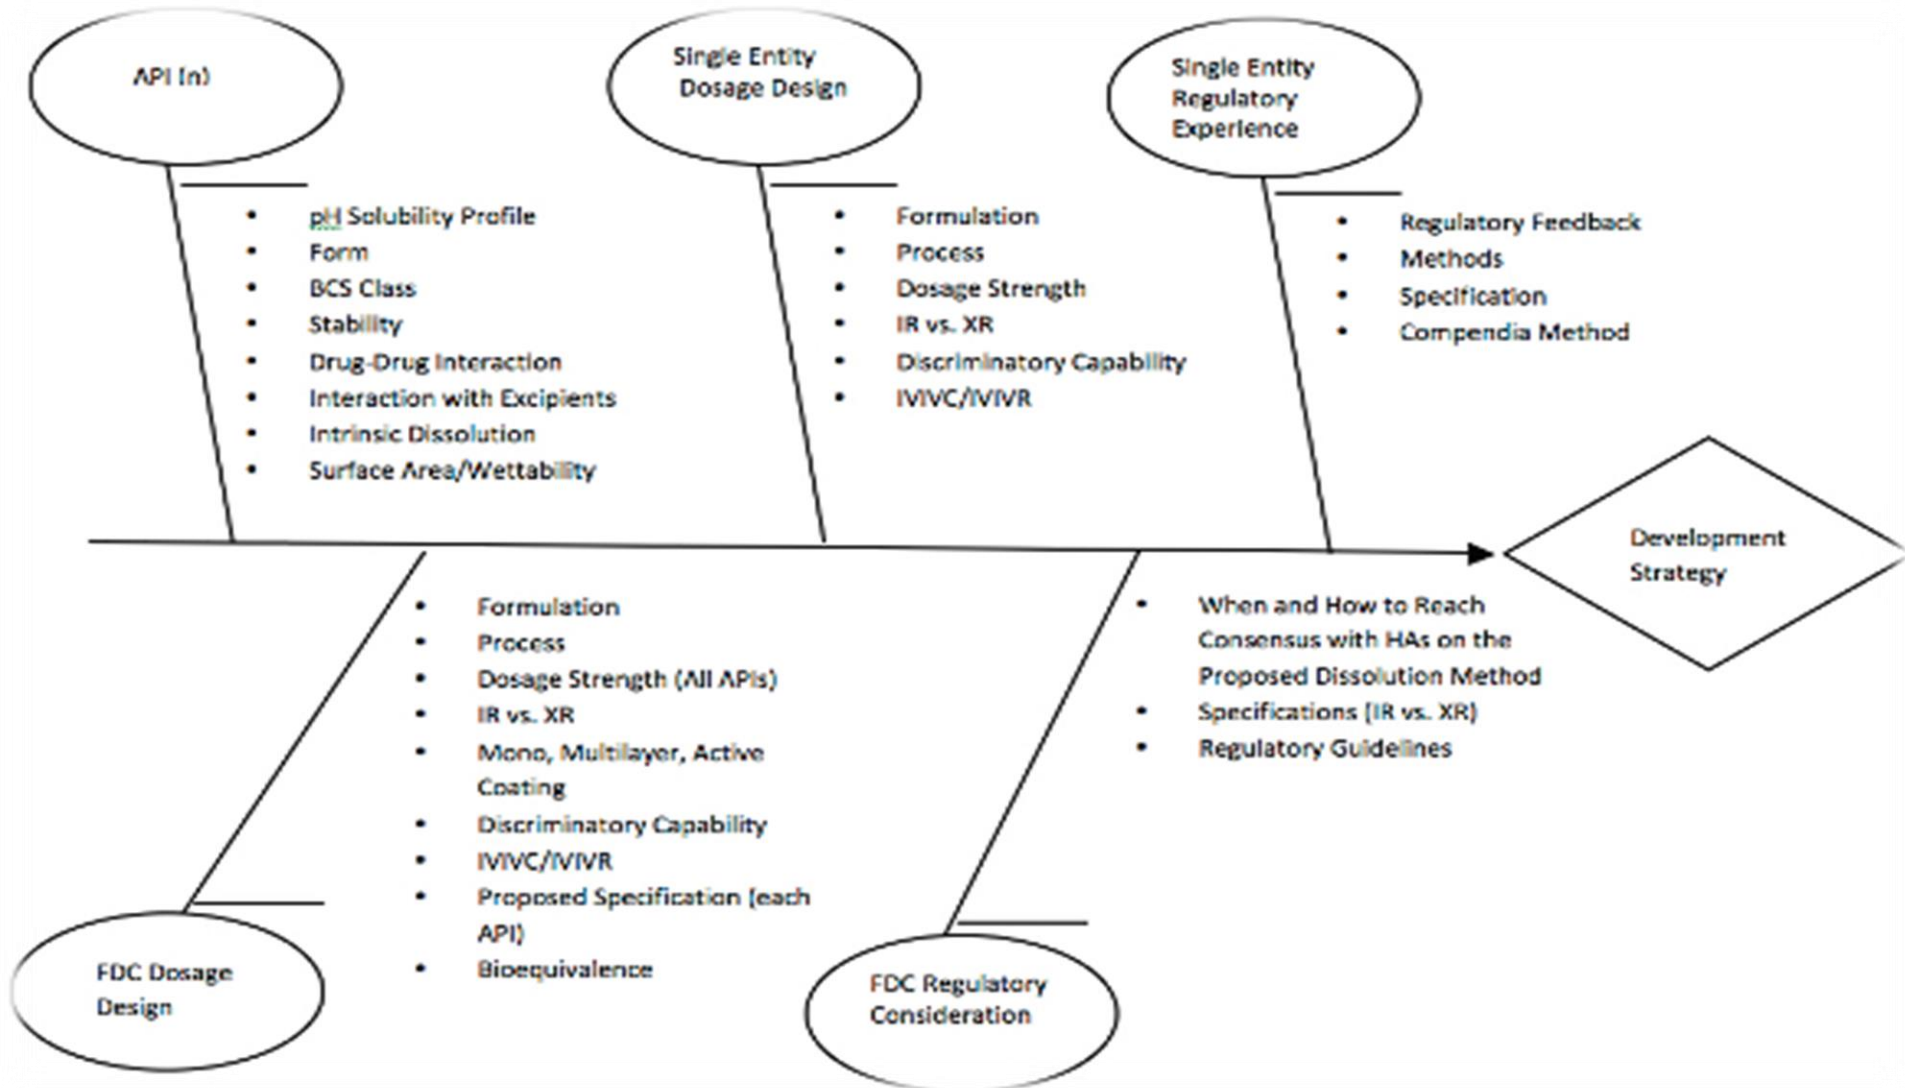 API (n)
Single Entity
Dosage Design
Single Entity
Regulatory
Experience
• pH Solubility Profile
• Form
• BCS Class
• Stability
• Drug-Drug Interaction
• Interaction with Excipients
• Intrinsic Dissolution
• Surface Area/Wettability
• Formulation
• Process
• Dosage Strength
• IR vs. XR
• Discriminatory Capability
• IVIVC/IVIVR
• Regulatory Feedback
• Methods
• Specification
• Compendia Method
Development
Strategy
• Formulation
• Process
• Dosage Strength (All APIs)
• IR vs. XR
• Mono, Multilayer, Active
Coating
• Discriminatory Capability
• IVIVC/IVIVR
• Proposed Specification (each
API)
• Bioequivalence
• When and How to Reach
Consensus with HAs on the
Proposed Dissolution Method
• Specifications (IR vs. XR)
• Regulatory Guidelines
FDC Dosage
Design
FDC Regulatory
Consideration